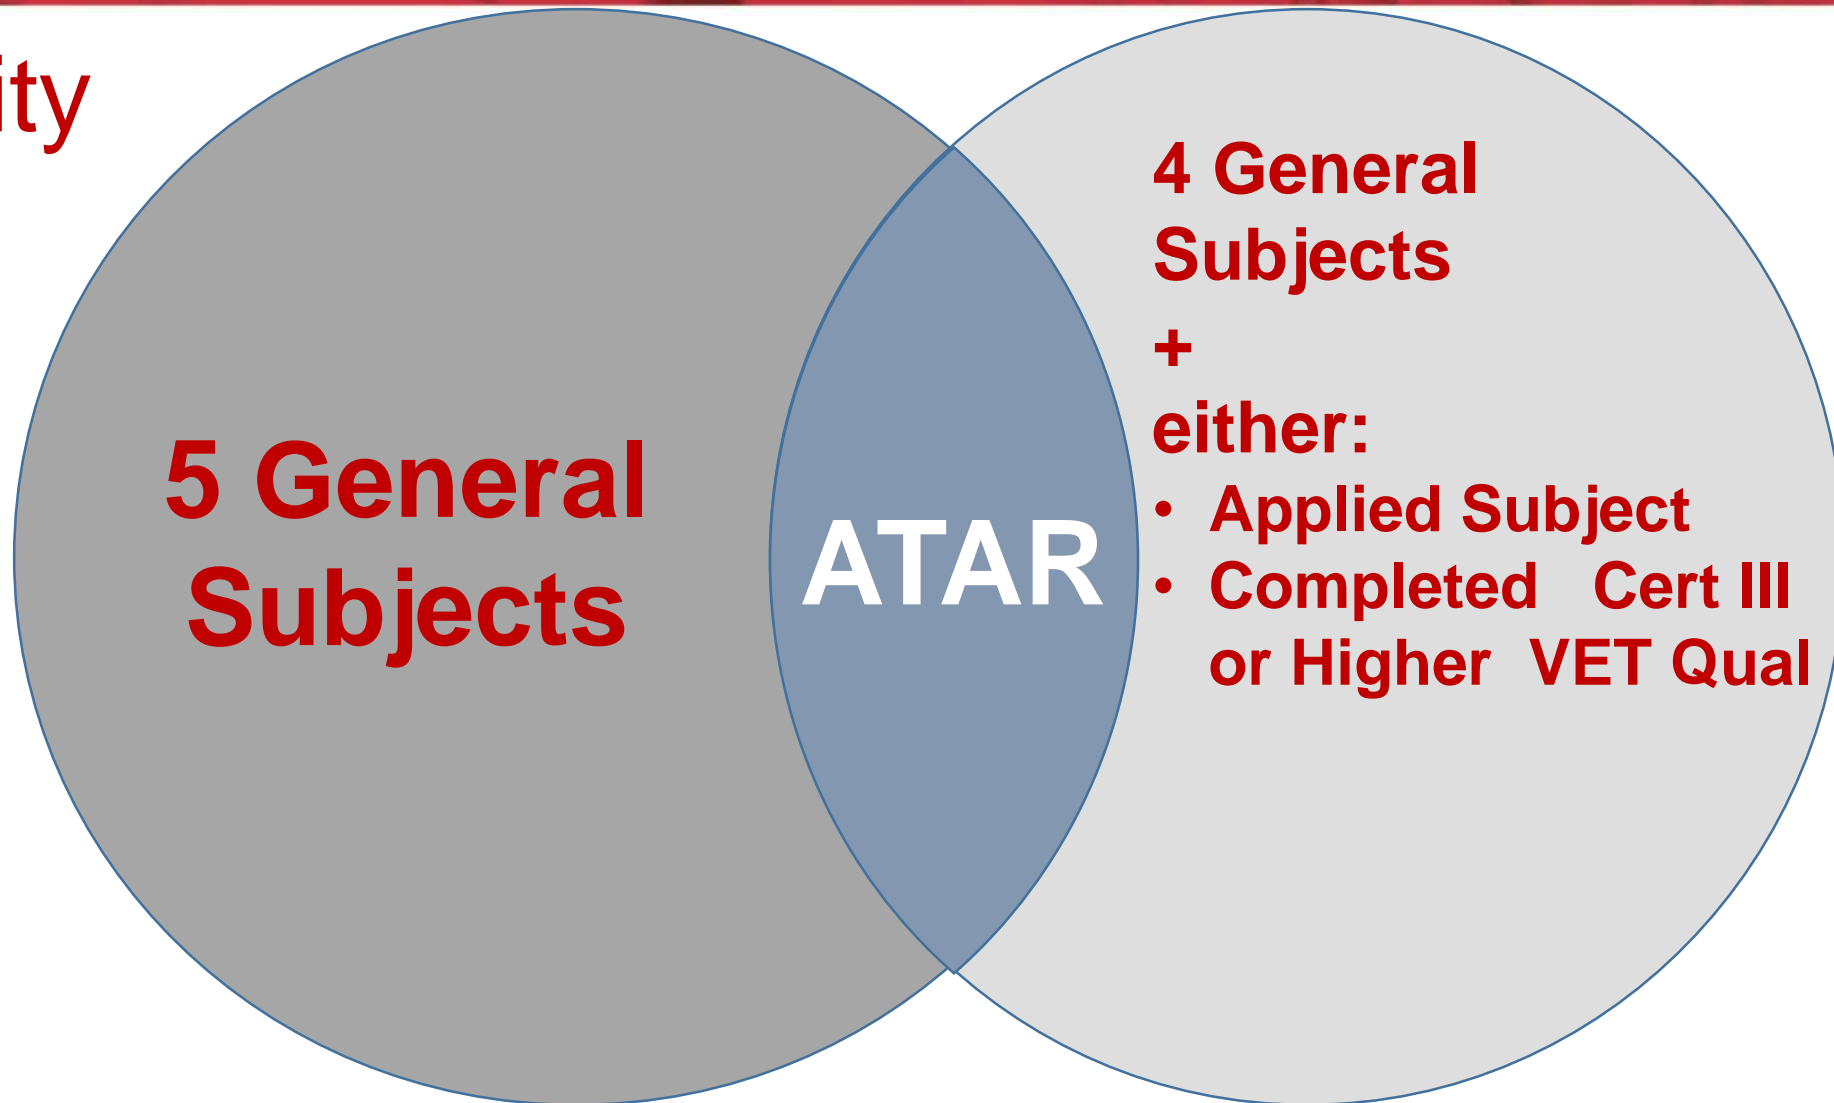 ity
5 General
Subjects
ATAR
4 General
Subjects
+
either:
• Applied Subject
• Completed Cert III
or Higher VET Qual